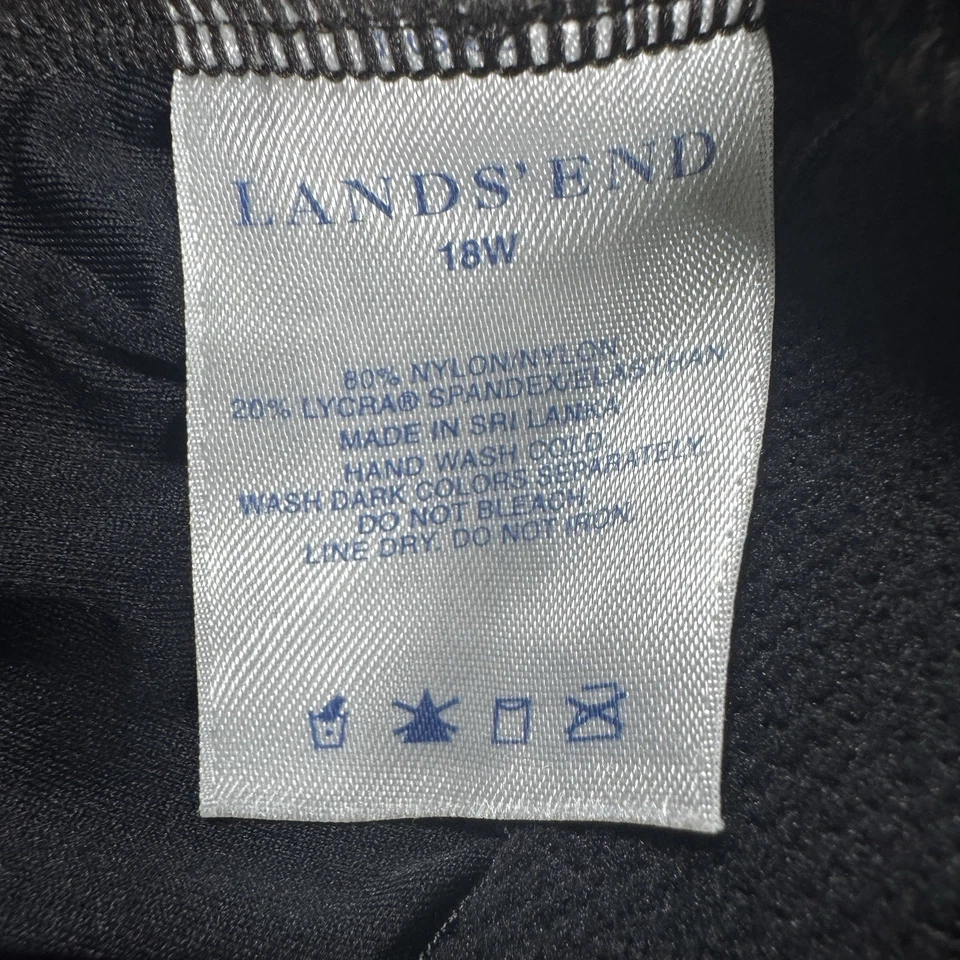 LANDS' END
18W
80% NYLON/NYLON
20% LYCRA® SPANDEX/ELASTHAN
MADE IN SRI LANKA
HAND WASH COLD.
WASH DARK COLORS SEPARATELY
DO NOT BLEACH.
LINE DRY. DO NOT IRON.